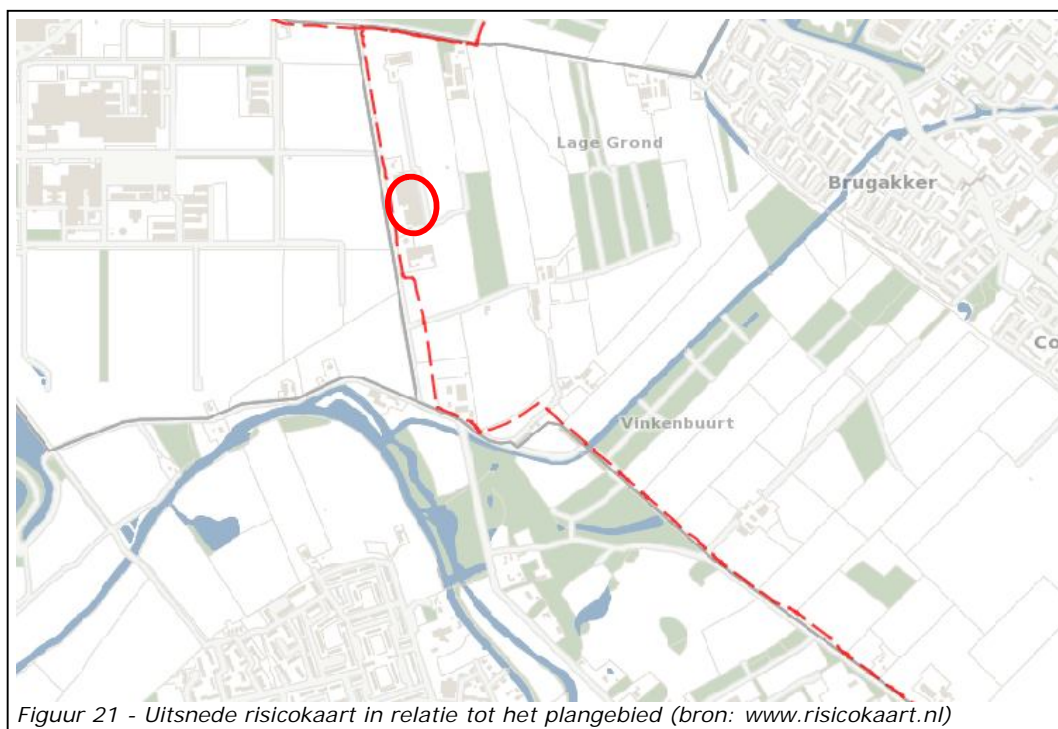 Lage Grond
Brugakker
Co
Vinkenbuurt
Figuur 21 - Uitsnede risicokaart in relatie tot het plangebied (bron: www.risicokaart.nl)